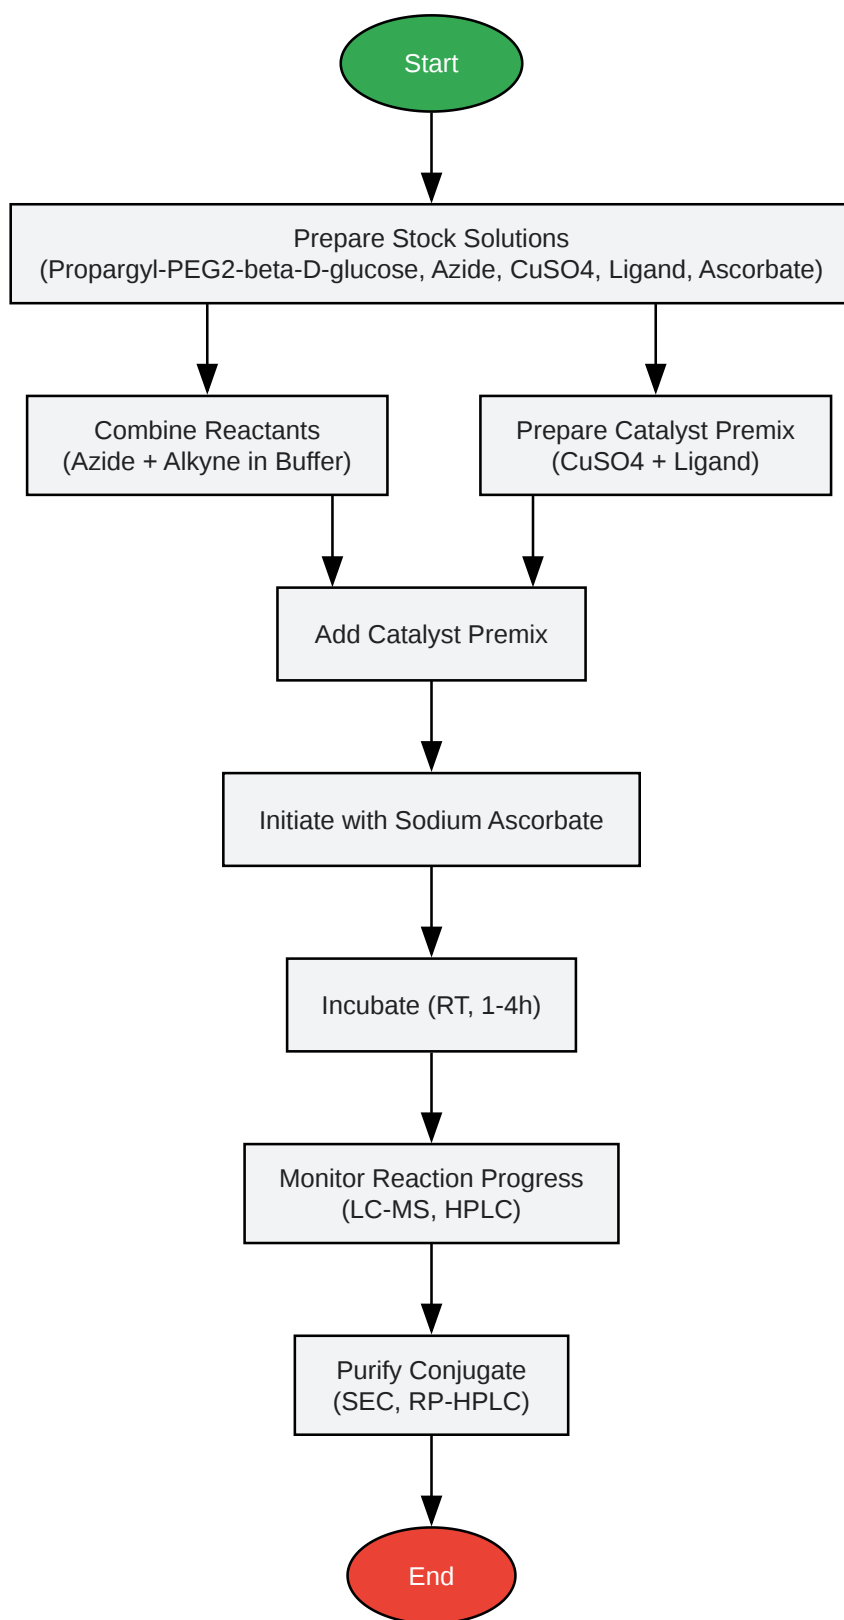 Start
Prepare Stock Solutions
(Propargyl-PEG2-beta-D-glucose, Azide, CuSO4, Ligand, Ascorbate)
Combine Reactants
(Azide + Alkyne in Buffer)
Prepare Catalyst Premix
(CuSO4 + Ligand)
Add Catalyst Premix
Initiate with Sodium Ascorbate
Incubate (RT, 1-4h)
Monitor Reaction Progress
(LC-MS, HPLC)
Purify Conjugate
(SEC, RP-HPLC)
End